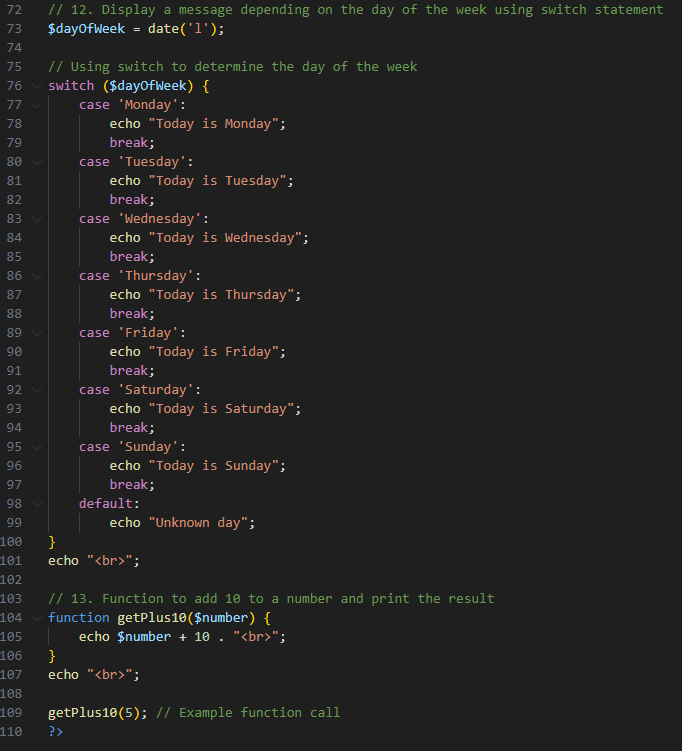 72 // 12. Display a message depending on the day of the week using switch statement
73 $dayOfWeek = date('l');
74
75 // Using switch to determine the day of the week
76 switch ($dayOfWeek) {
77     case 'Monday':
78         echo "Today is Monday";
79         break;
80     case 'Tuesday':
81         echo "Today is Tuesday";
82         break;
83     case 'Wednesday':
84         echo "Today is Wednesday";
85         break;
86     case 'Thursday':
87         echo "Today is Thursday";
88         break;
89     case 'Friday':
90         echo "Today is Friday";
91         break;
92     case 'Saturday':
93         echo "Today is Saturday";
94         break;
95     case 'Sunday':
96         echo "Today is Sunday";
97         break;
98     default:
99         echo "Unknown day";
100 }
101 echo "<br>";
102
103 // 13. Function to add 10 to a number and print the result
104 function getPlus10($number) {
105     echo $number + 10 . "<br>";
106 }
107 echo "<br>";
108
109 getPlus10(5); // Example function call
110 ?>